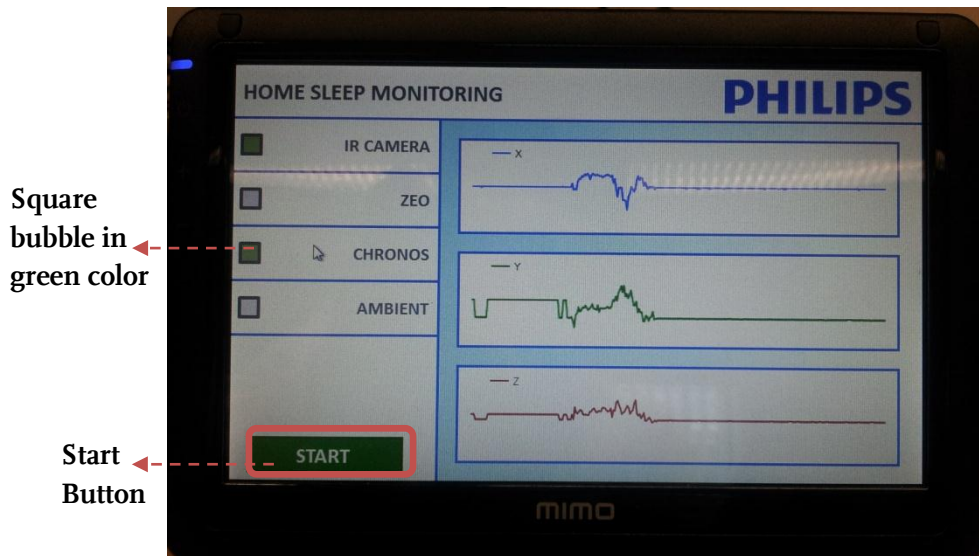 HOME SLEEP MONITORING
PHILIPS
IR CAMERA
ZEO
CHRONOS
AMBIENT
START
X
Y
Z
mimo
Square
bubble in
green color
Start
Button